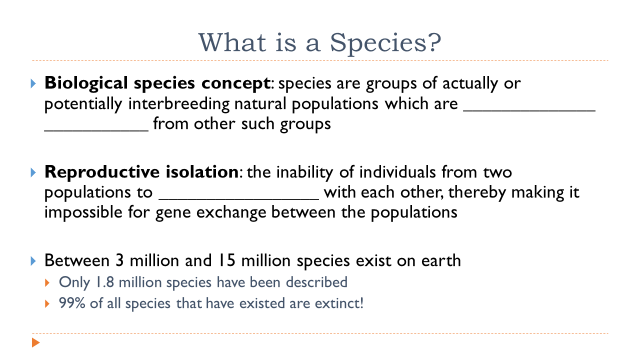 What is a Species?
Biological species concept: species are groups of actually or
potentially interbreeding natural populations which are _______________
____________ from other such groups
Reproductive isolation: the inability of individuals from two
populations to __________________ with each other, thereby making it
impossible for gene exchange between the populations
Between 3 million and 15 million species exist on earth
Only 1.8 million species have been described
99% of all species that have existed are extinct!